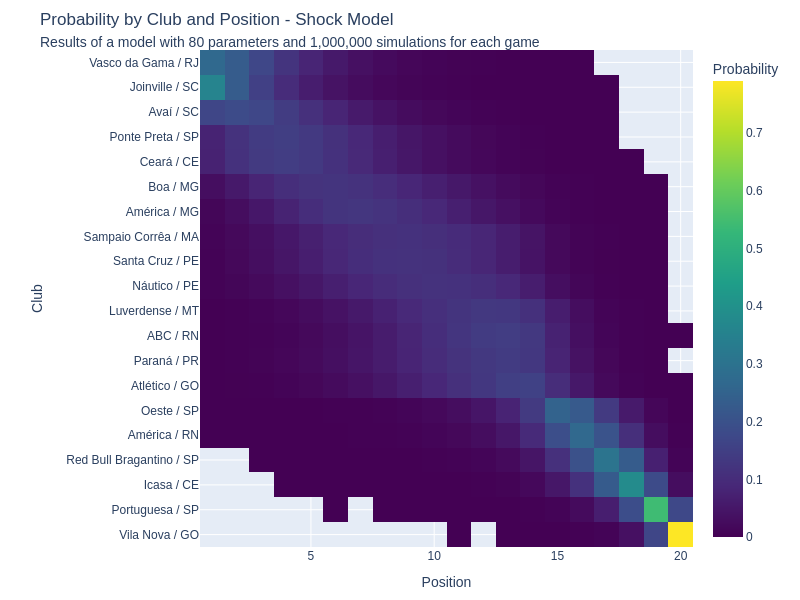 Probability by Club and Position - Shock Model
Results of a model with 80 parameters and 1,000,000 simulations for each game
Probability
Vasco da Gama / RJ
Joinville / SC
Avaí / SC
Ponte Preta / SP
Ceará / CE
Boa / MG
América / MG
Sampaio Corrêa / MA
Santa Cruz / PE
Náutico / PE
Luverdense / MT
ABC / RN
Paraná / PR
Atlético / GO
Oeste / SP
América / RN
Red Bull Bragantino / SP
Icasa / CE
Portuguesa / SP
Vila Nova / GO
Club
5 10 15 20
Position
0.7
0.6
0.5
0.4
0.3
0.2
0.1
0